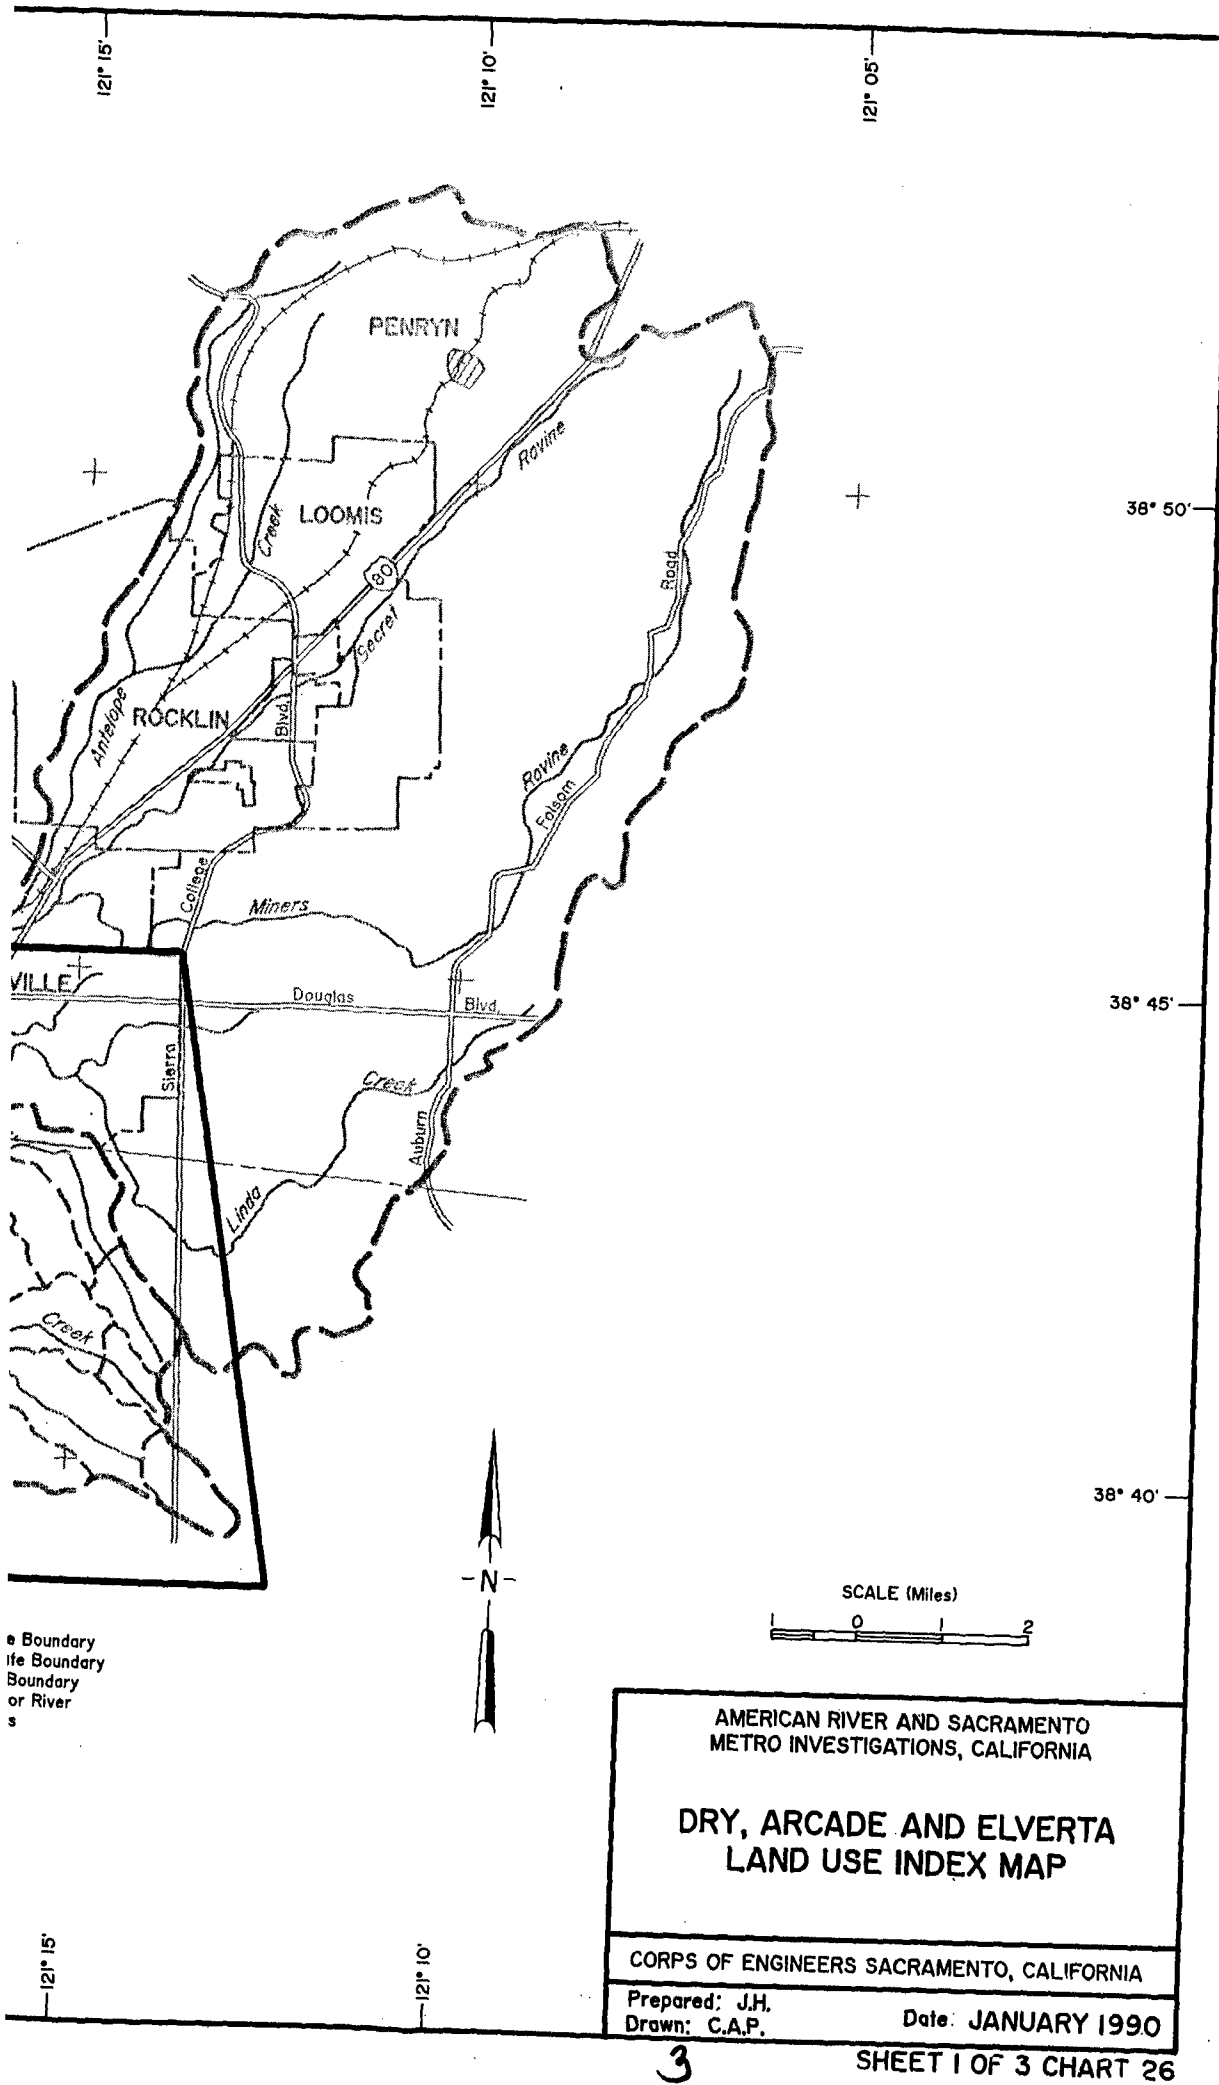 121° 15'
121° 10'
121° 05'
PENRYN
Ravine
LOOMIS
Creek
80
Secret
Road
38° 50'
Antelope
ROCKLIN
Blvd.
Ravine
Folsom
College
Miners
VILLE
Douglas
Blvd.
38° 45'
Sierra
Creek
Auburn
Linda
Creek
38° 40'
N
SCALE (Miles)
1 0 1 2
e Boundary
ite Boundary
Boundary
or River
s
AMERICAN RIVER AND SACRAMENTO
METRO INVESTIGATIONS, CALIFORNIA
DRY, ARCADE AND ELVERTA
LAND USE INDEX MAP
CORPS OF ENGINEERS SACRAMENTO, CALIFORNIA
Prepared: J.H.
Drawn: C.A.P.
Date: JANUARY 1990
121° 15'
121° 10'
3
SHEET 1 OF 3 CHART 26